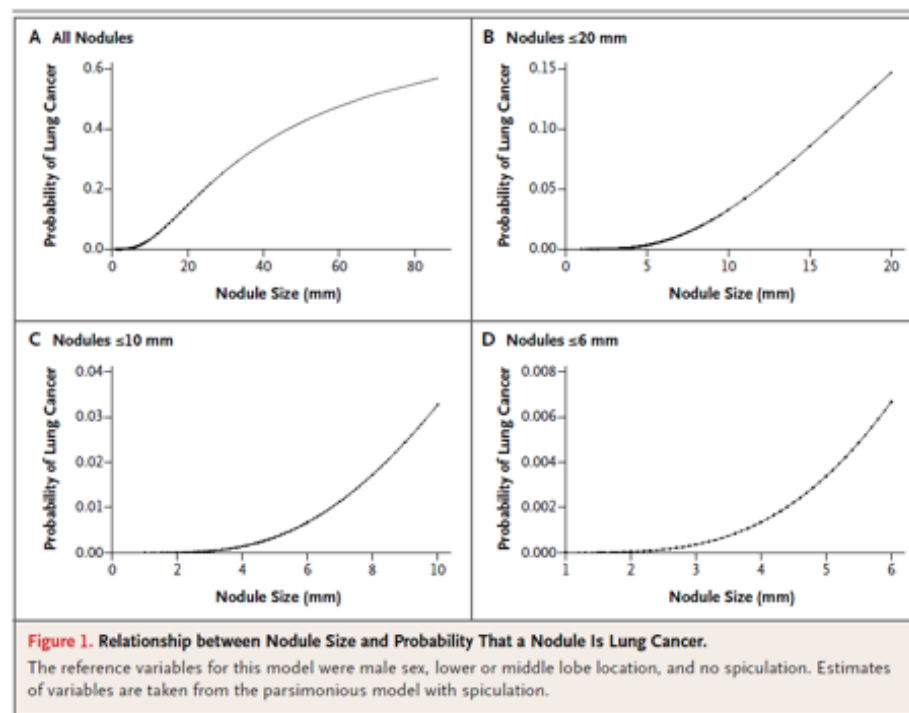 A All Nodules
Probability of Lung Cancer
0.6
0.4
0.2
0.0
0 20 40 60 80
Nodule Size (mm)
B Nodules ≤20 mm
Probability of Lung Cancer
0.15
0.10
0.05
0.00
0 5 10 15 20
Nodule Size (mm)
C Nodules ≤10 mm
Probability of Lung Cancer
0.04
0.03
0.02
0.01
0.00
0 2 4 6 8 10
Nodule Size (mm)
D Nodules ≤6 mm
Probability of Lung Cancer
0.008
0.006
0.004
0.002
0.000
1 2 3 4 5 6
Nodule Size (mm)
Figure 1. Relationship between Nodule Size and Probability That a Nodule Is Lung Cancer.
The reference variables for this model were male sex, lower or middle lobe location, and no spiculation. Estimates
of variables are taken from the parsimonious model with spiculation.